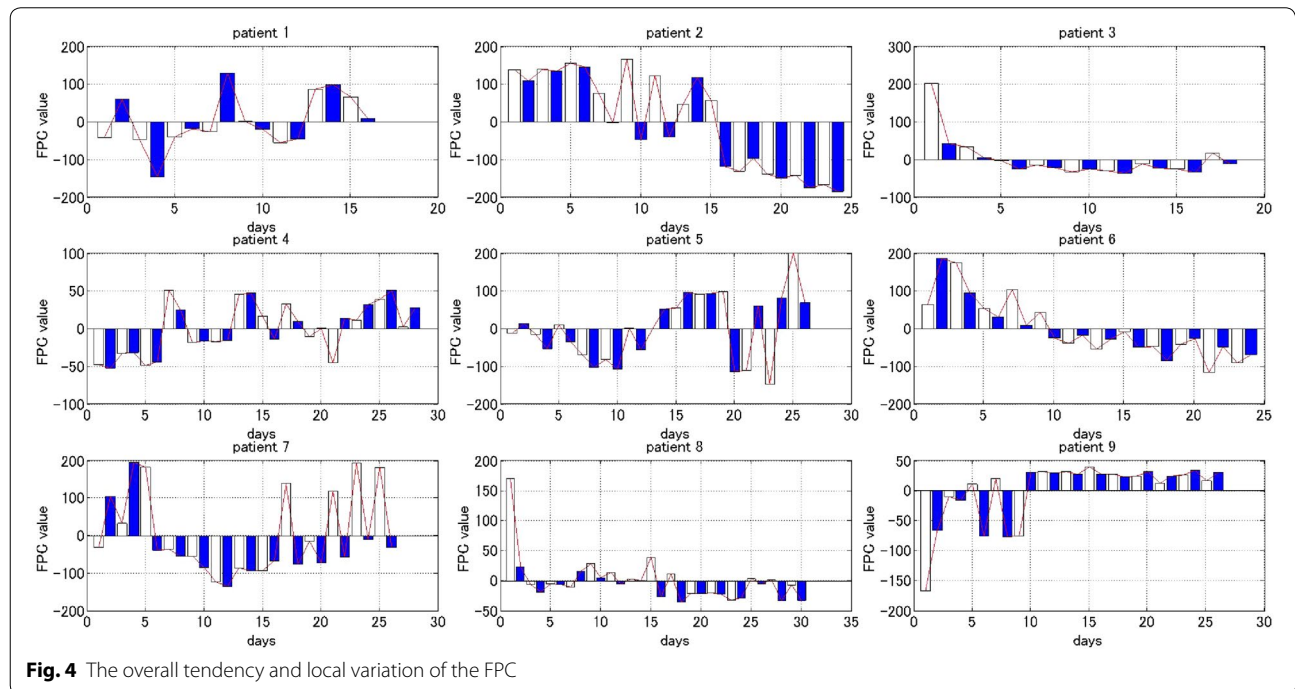 patient 1
200
100
0
-100
-200
FPC value
0 5 10 15 20
days
patient 2
200
100
0
-100
-200
FPC value
0 5 10 15 20 25
days
patient 3
300
200
100
0
-100
FPC value
0 5 10 15 20
days
patient 4
100
50
0
-50
-100
FPC value
0 5 10 15 20 25 30
days
patient 5
200
100
0
-100
-200
FPC value
0 5 10 15 20 25 30
days
patient 6
200
100
0
-100
-200
FPC value
0 5 10 15 20 25
days
patient 7
200
100
0
-100
-200
FPC value
0 5 10 15 20 25 30
days
patient 8
200
150
100
50
0
-50
FPC value
0 5 10 15 20 25 30 35
days
patient 9
50
0
-50
-100
-150
-200
FPC value
0 5 10 15 20 25 30
days
Fig. 4 The overall tendency and local variation of the FPC